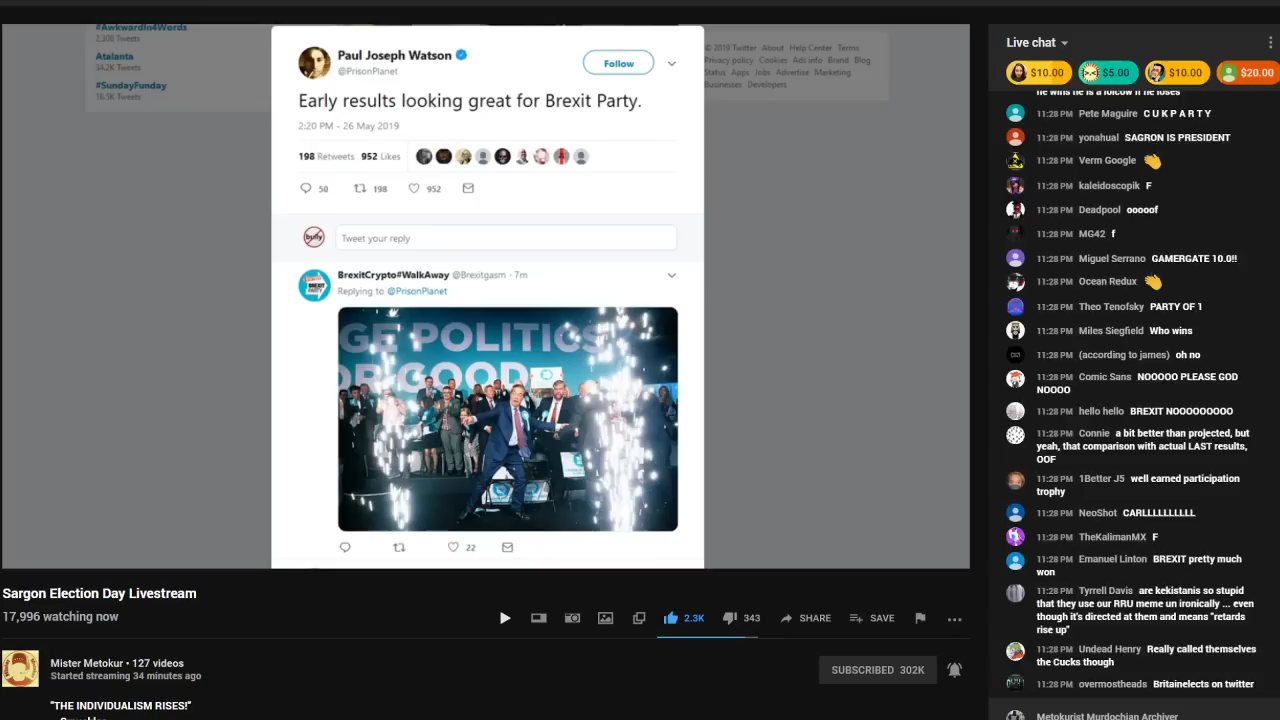 #AwkwardIn4Words
2,308 Tweets
Atalanta
34.2K Tweets
#SundayFunday
18.5K Tweets
Paul Joseph Watson
@PrisonPlanet
Follow
Early results looking great for Brexit Party.
2:20 PM - 26 May 2019
198 Retweets 952 Likes
50 198 952
© 2019 Twitter About Help Center Terms
Privacy policy Cookies Ads info Brand Blog
Status Apps Jobs Advertise Marketing
Businesses Developers
bully
Tweet your reply
BREXIT
PARTY
BrexitCrypto#WalkAway @Brexitgasm · 7m
Replying to @PrisonPlanet
GE POLITICS
OR GOOD
22
Sargon Election Day Livestream
17,996 watching now
2.3K 343 SHARE SAVE
Mister Metokur • 127 videos
Started streaming 34 minutes ago
SUBSCRIBED 302K
"THE INDIVIDUALISM RISES!"
Live chat
$10.00 $5.00 $10.00 $20.00
he wins he is a lolcow if he loses
11:28 PM Pete Maguire C U K P A R T Y
11:28 PM yonahual SAGRON IS PRESIDENT
11:28 PM Verm Google 👏
11:28 PM kaleidoscopik F
11:28 PM Deadpool ooooof
11:28 PM MG42 f
11:28 PM Miguel Serrano GAMERGATE 10.0!!
11:28 PM Ocean Redux 👏
11:28 PM Theo Tenofsky PARTY OF 1
11:28 PM Miles Siegfield Who wins
11:28 PM (according to james) oh no
11:28 PM Comic Sans NOOOOO PLEASE GOD
NOOOO
11:28 PM hello hello BREXIT NOOOOOOOOO
11:28 PM Connie a bit better than projected, but
yeah, that comparison with actual LAST results,
OOF
11:28 PM 1Better J5 well earned participation
trophy
11:28 PM NeoShot CARLLLLLLLLLL
11:28 PM TheKalimanMX F
11:28 PM Emanuel Linton BREXIT pretty much
won
11:28 PM Tyrrell Davis are kekistanis so stupid
that they use our RRU meme un ironically ... even
though it's directed at them and means "retards
rise up"
11:28 PM Undead Henry Really called themselves
the Cucks though
11:28 PM overmostheads Britainelects on twitter
Metokurist Murdochian Archiver